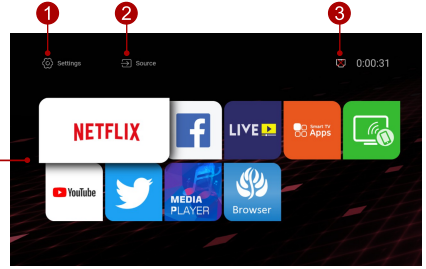 1
2
3
Settings
Source
0:00:31
NETFLIX
f
LIVE
Smart TV
Apps
YouTube
MEDIA
PLAYER
Browser